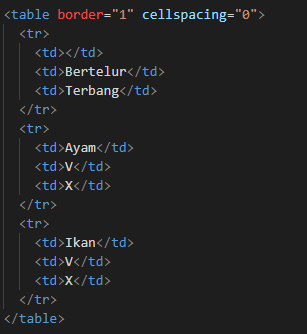 <table border="1" cellspacing="0">
<tr>
<td></td>
<td>Bertelur</td>
<td>Terbang</td>
</tr>
<tr>
<td>Ayam</td>
<td>V</td>
<td>X</td>
</tr>
<tr>
<td>Ikan</td>
<td>V</td>
<td>X</td>
</tr>
</table>